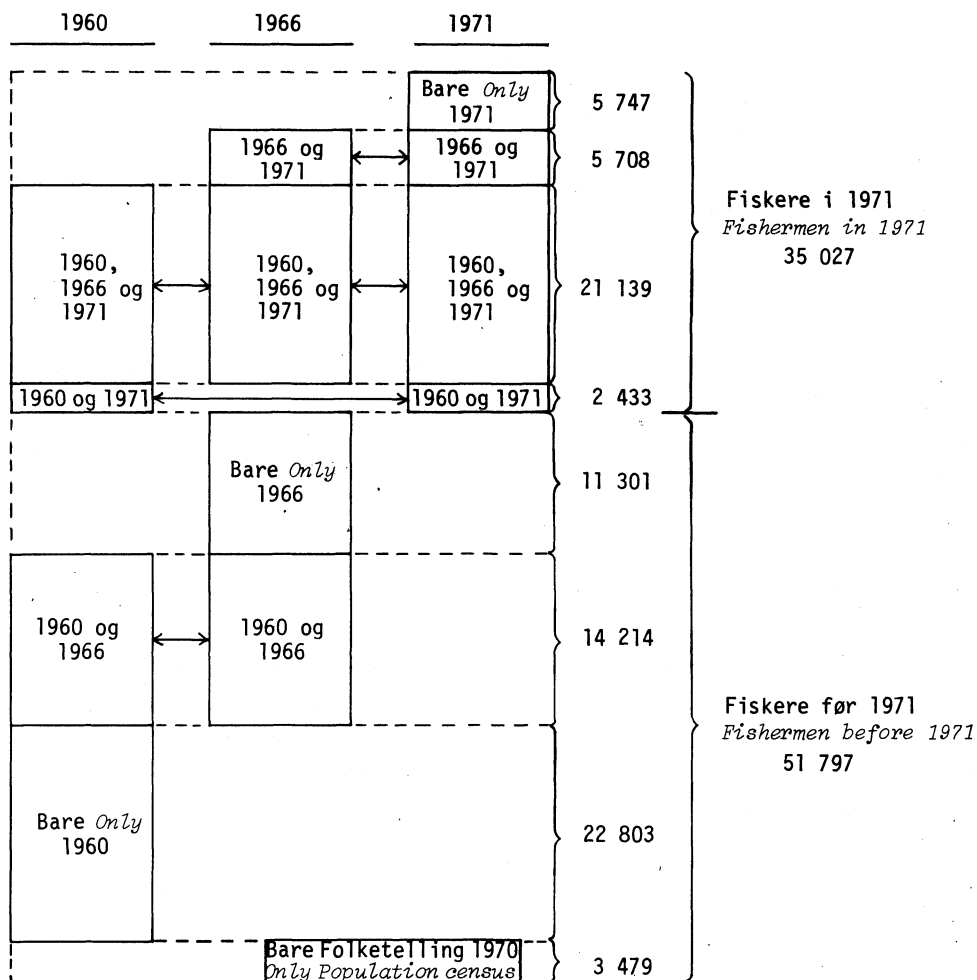 1960 1966 1971
Bare Only
1971
5 747
1966 og
1971
1966 og
1971
5 708
Fiskere i 1971
Fishermen in 1971
35 027
1960,
1966 og
1971
1960,
1966 og
1971
1960,
1966 og
1971
21 139
1960 og 1971
1960 og 1971
2 433
Bare Only
1966
11 301
1960 og
1966
1960 og
1966
14 214
Fiskere før 1971
Fishermen before 1971
51 797
Bare Only
1960
22 803
Bare Folketelling 1970
Only Population census
3 479